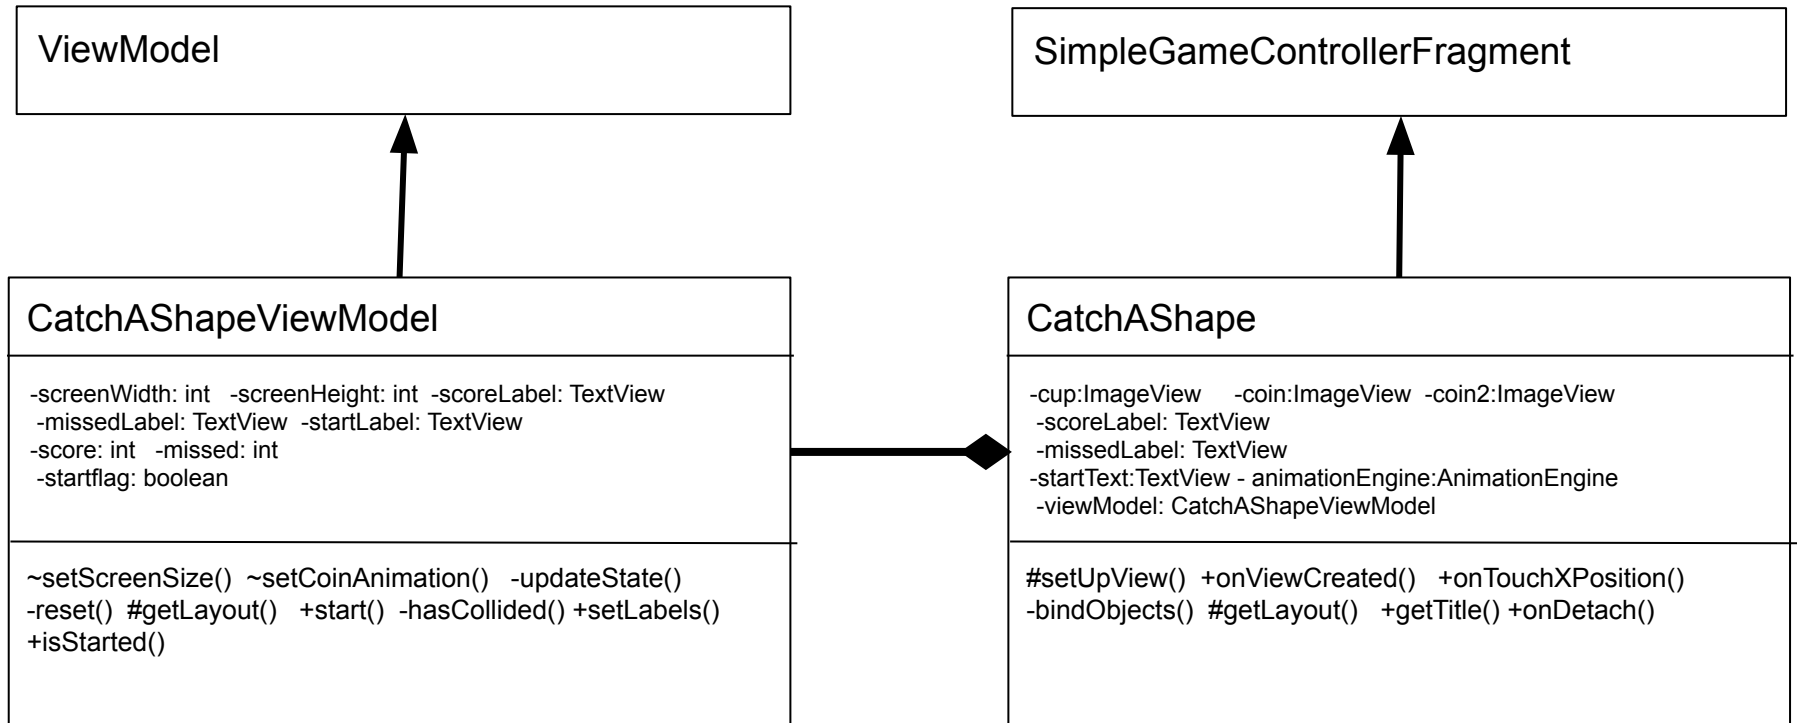 ViewModel
SimpleGameControllerFragment
CatchAShapeViewModel
-screenWidth: int -screenHeight: int -scoreLabel: TextView
-missedLabel: TextView -startLabel: TextView
-score: int -missed: int
-startflag: boolean
~setScreenSize() ~setCoinAnimation() -updateState()
-reset() #getLayout() +start() -hasCollided() +setLabels()
+isStarted()
CatchAShape
-cup:ImageView -coin:ImageView -coin2:ImageView
-scoreLabel: TextView
-missedLabel: TextView
-startText:TextView - animationEngine:AnimationEngine
-viewModel: CatchAShapeViewModel
#setUpView() +onViewCreated() +onTouchXPosition()
-bindObjects() #getLayout() +getTitle() +onDetach()